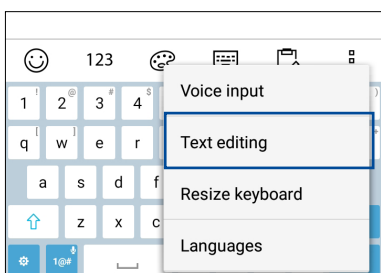 123
Voice input
1 ! 2 @ 3 # 4 $ )
Text editing
q [ w ] e r
Resize keyboard
a s d f
z x c
Languages
1@#